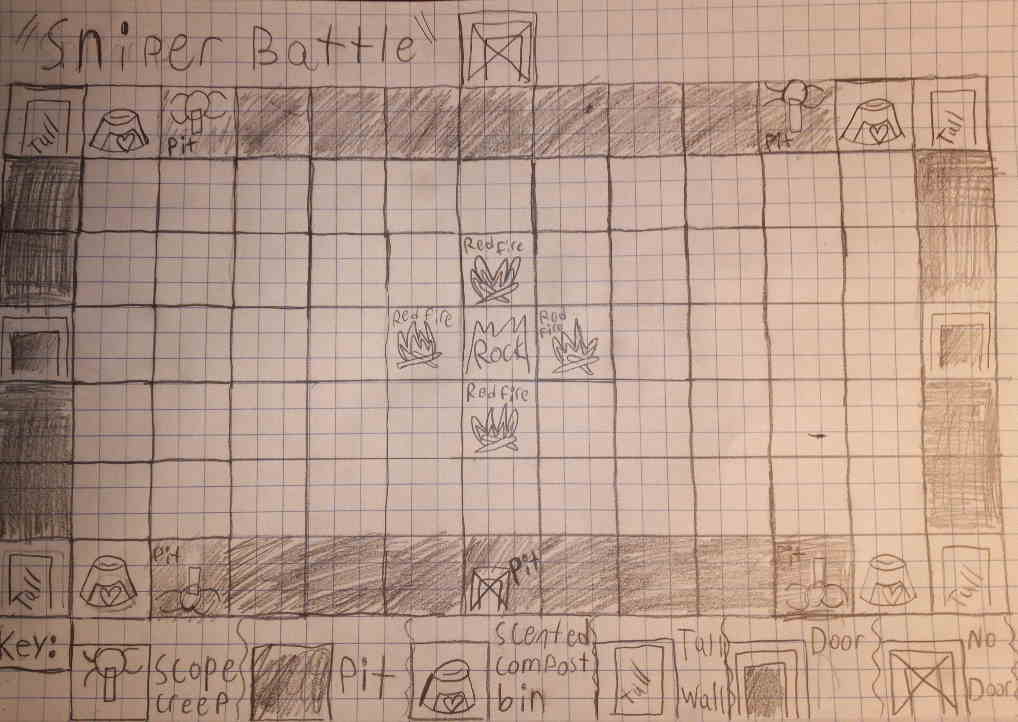 "Sniper Battle"
Tall
Pit
Pit
Tall
Red fire
Red fire
Rock
Red
fire
Red fire
Tall
Pit
Pit
Pit
Tall
Key:
Scope
creep
Pit
Scented
compost
bin
Tall
Tall
Wall
Door
No
Door